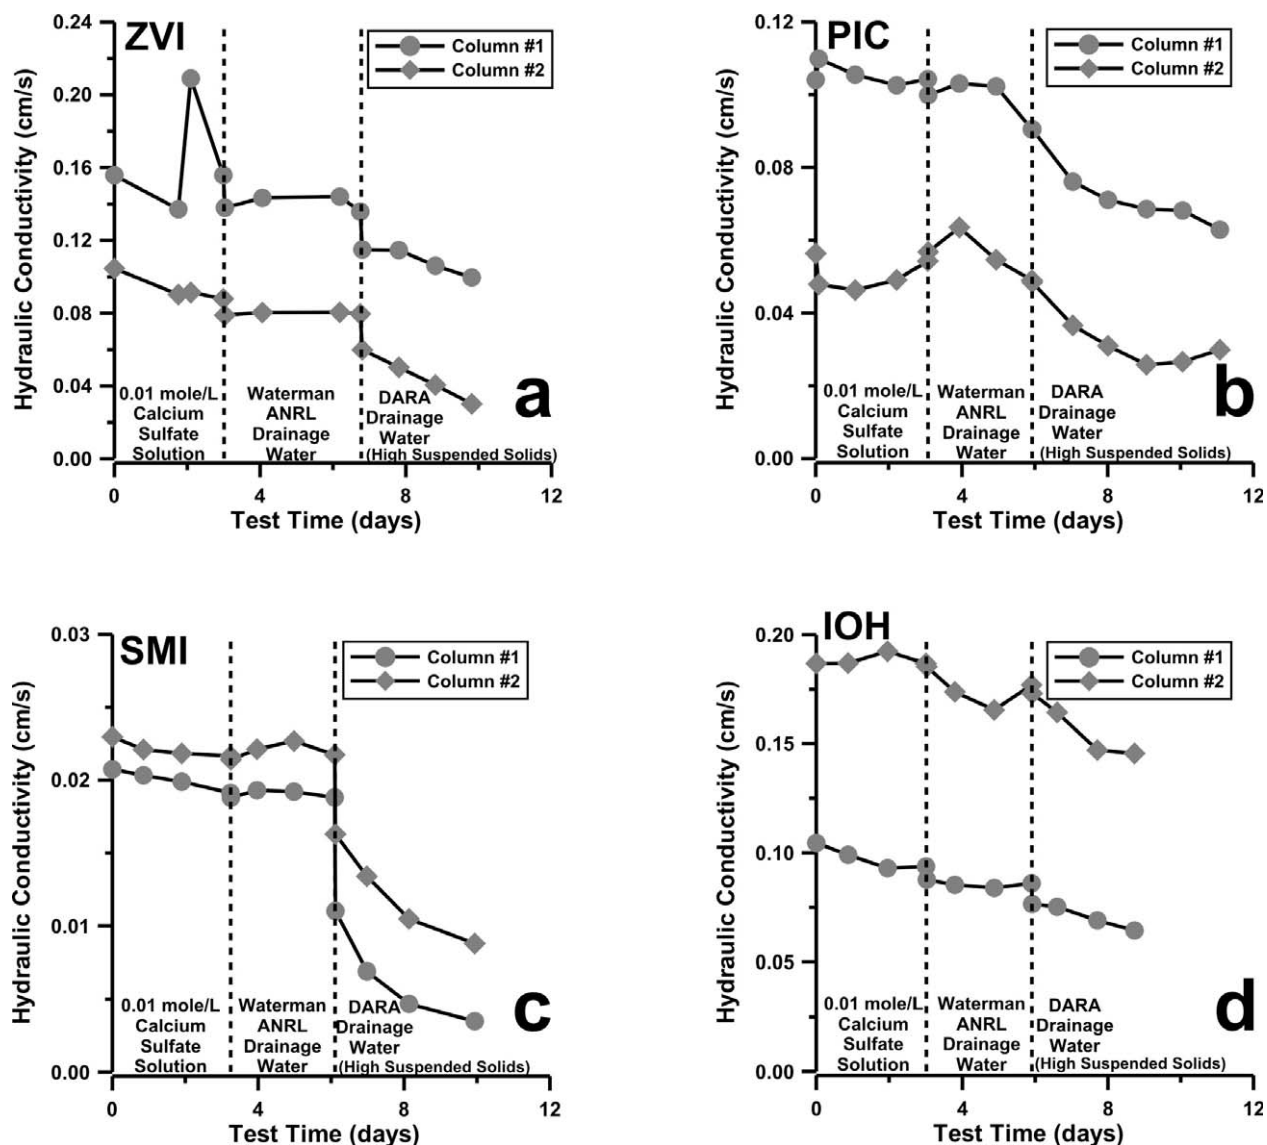 ZVI
Column #1
Column #2
Hydraulic Conductivity (cm/s)
0.24
0.20
0.16
0.12
0.08
0.04
0.00
0.01 mole/L
Calcium
Sulfate
Solution
Waterman
ANRL
Drainage
Water
DARA
Drainage
Water
(High Suspended Solids)
a
0 4 8 12
Test Time (days)
PIC
Column #1
Column #2
Hydraulic Conductivity (cm/s)
0.12
0.08
0.04
0.00
0.01 mole/L
Calcium
Sulfate
Solution
Waterman
ANRL
Drainage
Water
DARA
Drainage
Water
(High Suspended Solids)
b
0 4 8 12
Test Time (days)
SMI
Column #1
Column #2
Hydraulic Conductivity (cm/s)
0.03
0.02
0.01
0.00
0.01 mole/L
Calcium
Sulfate
Solution
Waterman
ANRL
Drainage
Water
DARA
Drainage
Water
(High Suspended Solids)
c
0 4 8 12
Test Time (days)
IOH
Column #1
Column #2
Hydraulic Conductivity (cm/s)
0.20
0.15
0.10
0.05
0.00
0.01 mole/L
Calcium
Sulfate
Solution
Waterman
ANRL
Drainage
Water
DARA
Drainage
Water
(High Suspended Solids)
d
0 4 8 12
Test Time (days)